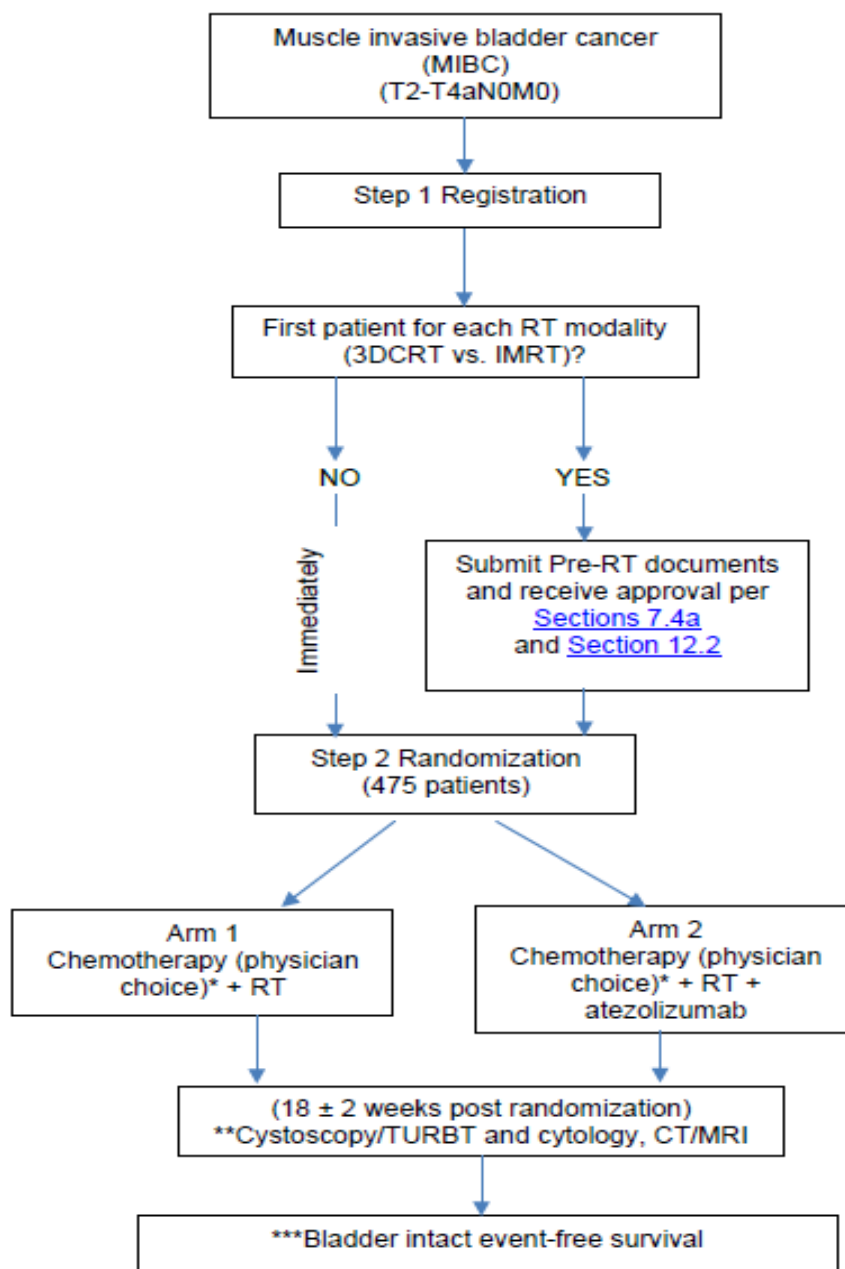 Muscle invasive bladder cancer
(MIBC)
(T2-T4aN0M0)
Step 1 Registration
First patient for each RT modality
(3DCRT vs. IMRT)?
NO
YES
Immediately
Submit Pre-RT documents
and receive approval per
Sections 7.4a
and Section 12.2
Step 2 Randomization
(475 patients)
Arm 1
Chemotherapy (physician
choice)* + RT
Arm 2
Chemotherapy (physician
choice)* + RT +
atezolizumab
(18 ± 2 weeks post randomization)
**Cystoscopy/TURBT and cytology, CT/MRI
***Bladder intact event-free survival